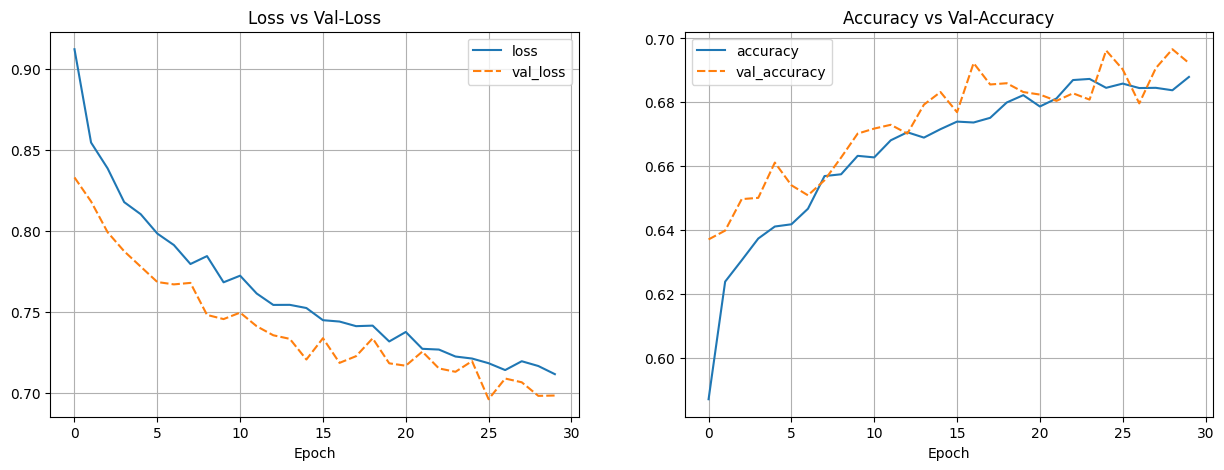 Loss vs Val-Loss
loss
val_loss
0.90
0.85
0.80
0.75
0.70
0 5 10 15 20 25 30
Epoch
Accuracy vs Val-Accuracy
accuracy
val_accuracy
0.70
0.68
0.66
0.64
0.62
0.60
0 5 10 15 20 25 30
Epoch